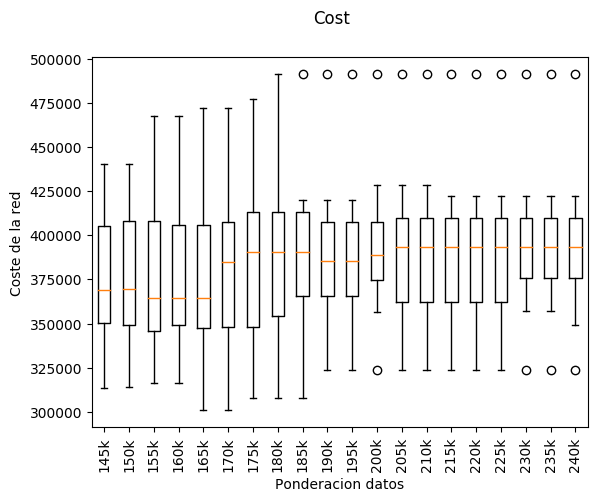 Cost
Coste de la red
500000
475000
450000
425000
400000
375000
350000
325000
300000
145k 150k 155k 160k 165k 170k 175k 180k 185k 190k 195k 200k 205k 210k 215k 220k 225k 230k 235k 240k
Ponderacion datos